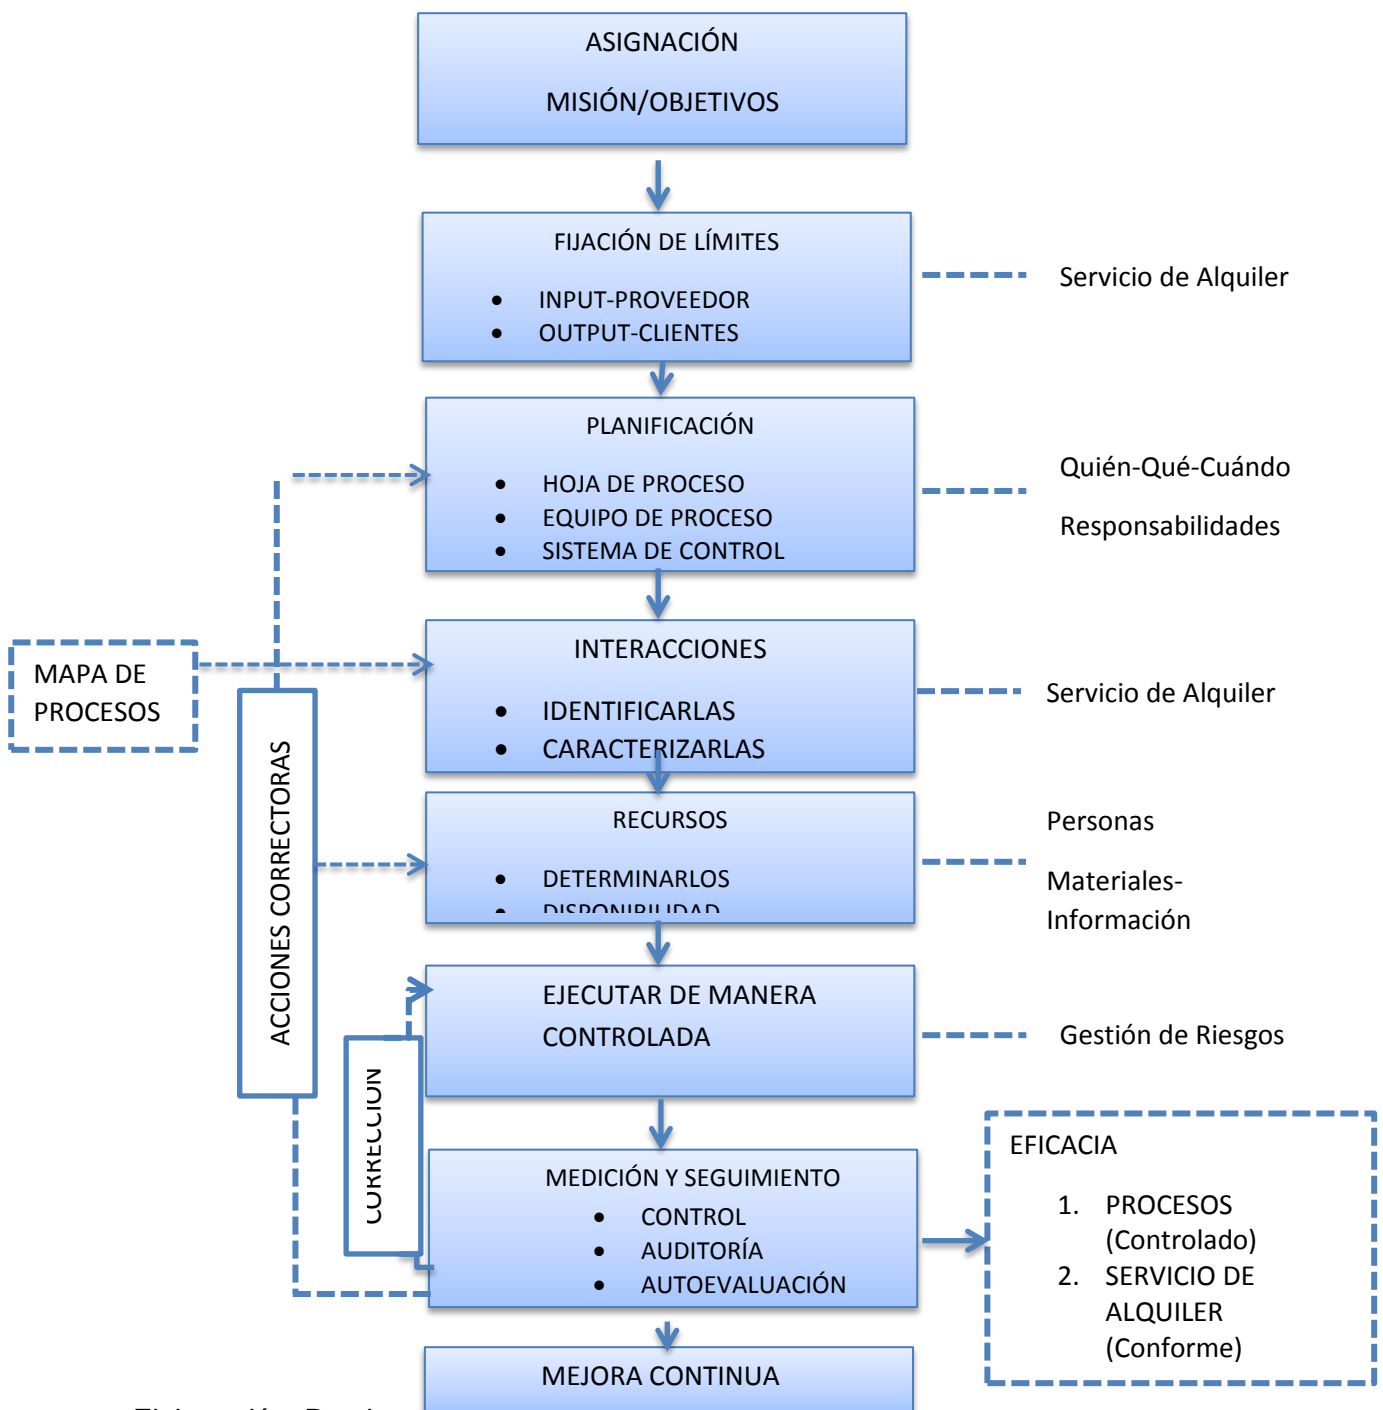 ASIGNACIÓN
MISIÓN/OBJETIVOS
FIJACIÓN DE LÍMITES
• INPUT-PROVEEDOR
• OUTPUT-CLIENTES
Servicio de Alquiler
PLANIFICACIÓN
• HOJA DE PROCESO
• EQUIPO DE PROCESO
• SISTEMA DE CONTROL
Quién-Qué-Cuándo
Responsabilidades
MAPA DE
PROCESOS
INTERACCIONES
• IDENTIFICARLAS
• CARACTERIZARLAS
Servicio de Alquiler
ACCIONES CORRECTORAS
RECURSOS
• DETERMINARLOS
• DISPONIBILIDAD
Personas
Materiales-
Información
EJECUTAR DE MANERA
CONTROLADA
Gestión de Riesgos
CORRECCIÓN
MEDICIÓN Y SEGUIMIENTO
• CONTROL
• AUDITORÍA
• AUTOEVALUACIÓN
EFICACIA
1. PROCESOS
(Controlado)
2. SERVICIO DE
ALQUILER
(Conforme)
MEJORA CONTINUA